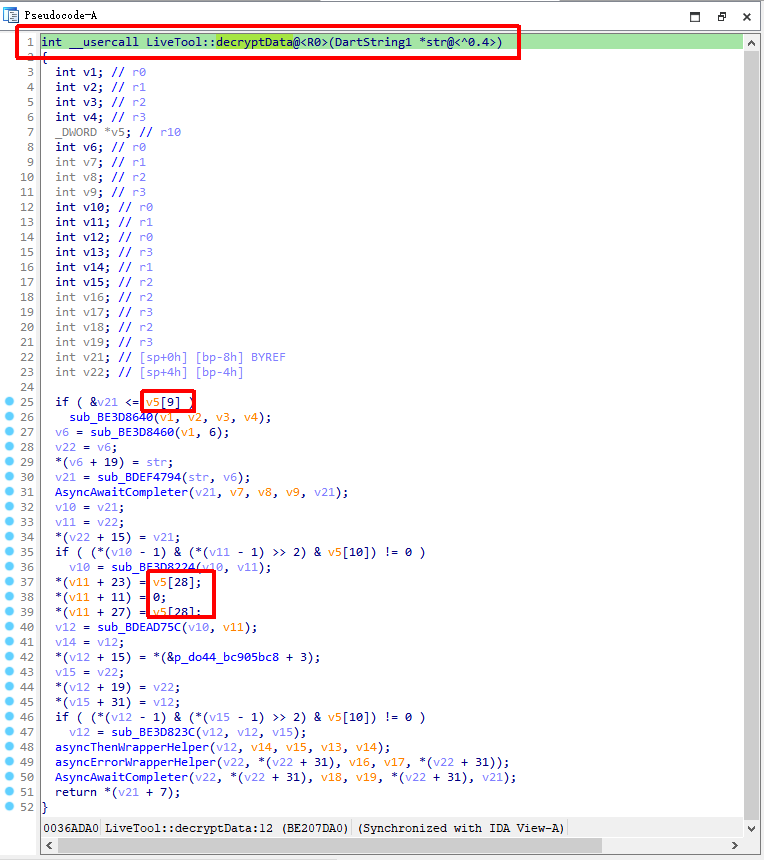 Pseudocode-A
1 int __usercall LiveTool::decryptData@<R0>(DartString1 *str@<^0.4>)
2 {
3 int v1; // r0
4 int v2; // r1
5 int v3; // r2
6 int v4; // r3
7 _DWORD *v5; // r10
8 int v6; // r0
9 int v7; // r1
10 int v8; // r2
11 int v9; // r3
12 int v10; // r0
13 int v11; // r1
14 int v12; // r0
15 int v13; // r3
16 int v14; // r1
17 int v15; // r2
18 int v16; // r2
19 int v17; // r3
20 int v18; // r2
21 int v19; // r3
22 int v21; // [sp+0h] [bp-8h] BYREF
23 int v22; // [sp+4h] [bp-4h]
24
25 if ( &v21 <= v5[9] )
26 sub_BE3D8640(v1, v2, v3, v4);
27 v6 = sub_BE3D8460(v1, 6);
28 v22 = v6;
29 *(v6 + 19) = str;
30 v21 = sub_BDEF4794(str, v6);
31 AsyncAwaitCompleter(v21, v7, v8, v9, v21);
32 v10 = v21;
33 v11 = v22;
34 *(v22 + 15) = v21;
35 if ( (*(v10 - 1) & (*(v11 - 1) >> 2) & v5[10]) != 0 )
36 v10 = sub_BE3D8224(v10, v11);
37 *(v11 + 23) = v5[28];
38 *(v11 + 11) = 0;
39 *(v11 + 27) = v5[28];
40 v12 = sub_BDEAD75C(v10, v11);
41 v14 = v12;
42 *(v12 + 15) = *(&p_do44_bc905bc8 + 3);
43 v15 = v22;
44 *(v12 + 19) = v22;
45 *(v15 + 31) = v12;
46 if ( (*(v12 - 1) & (*(v15 - 1) >> 2) & v5[10]) != 0 )
47 v12 = sub_BE3D823C(v12, v12, v15);
48 asyncThenWrapperHelper(v12, v14, v15, v13, v14);
49 asyncErrorWrapperHelper(v22, *(v22 + 31), v16, v17, *(v22 + 31));
50 AsyncAwaitCompleter(v22, *(v22 + 31), v18, v19, *(v22 + 31), v21);
51 return *(v21 + 7);
52 }
0036ADA0 LiveTool::decryptData:12 (BE207DA0) (Synchronized with IDA View-A)